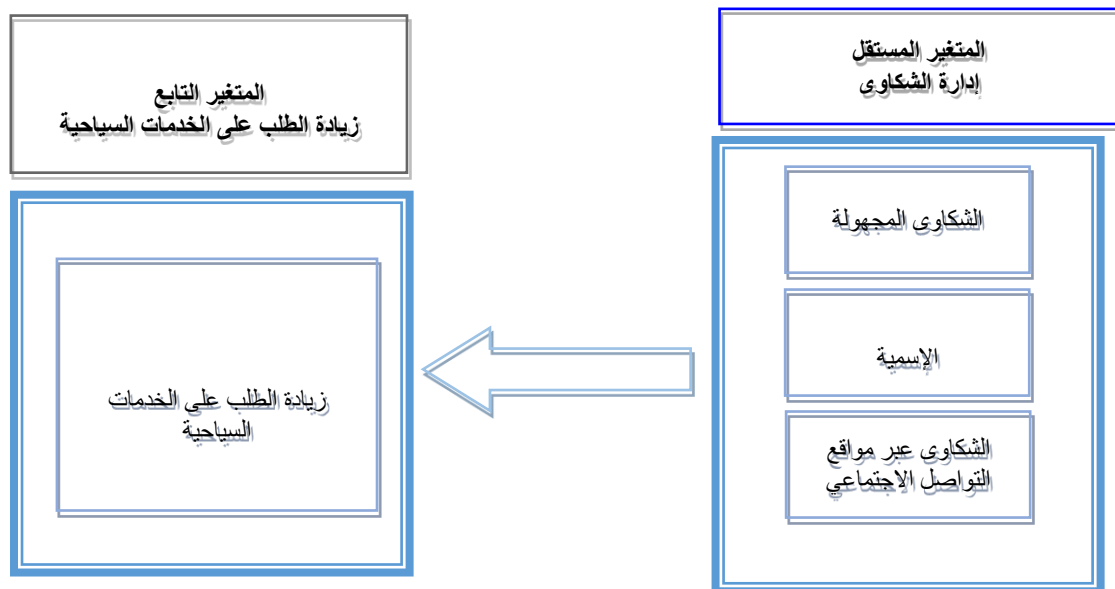 المتغير المستقل
إدارة الشكاوى
الشكاوى المجهولة
الإسمية
الشكاوى عبر مواقع
التواصل الاجتماعي
المتغير التابع
زيادة الطلب على الخدمات السياحية
زيادة الطلب على الخدمات
السياحية